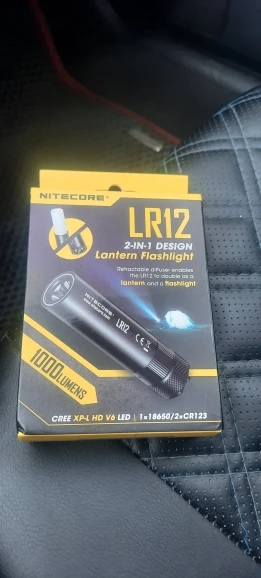 NITECORE®
LR12
2-IN-1 DESIGN
Lantern Flashlight
Retractable diffuser enables
the LR12 to double as a
lantern and a flashlight
NITECORE®
LR12
1000LUMENS
CREE XP-L HD V6 LED | 1×18650/2×CR123